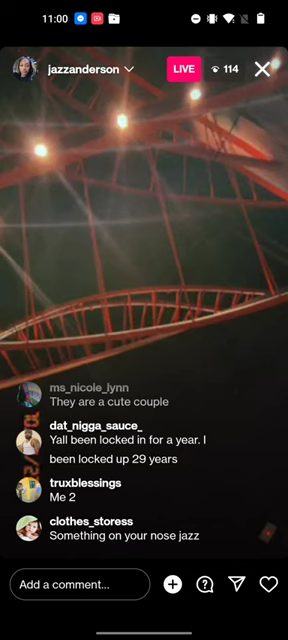 11:00
jazzanderson
LIVE
114
ms_nicole_lynn
They are a cute couple
dat_nigga_sauce_
Yall been locked in for a year. I
been locked up 29 years
truxblessings
Me 2
clothes_storess
Something on your nose jazz
Add a comment...